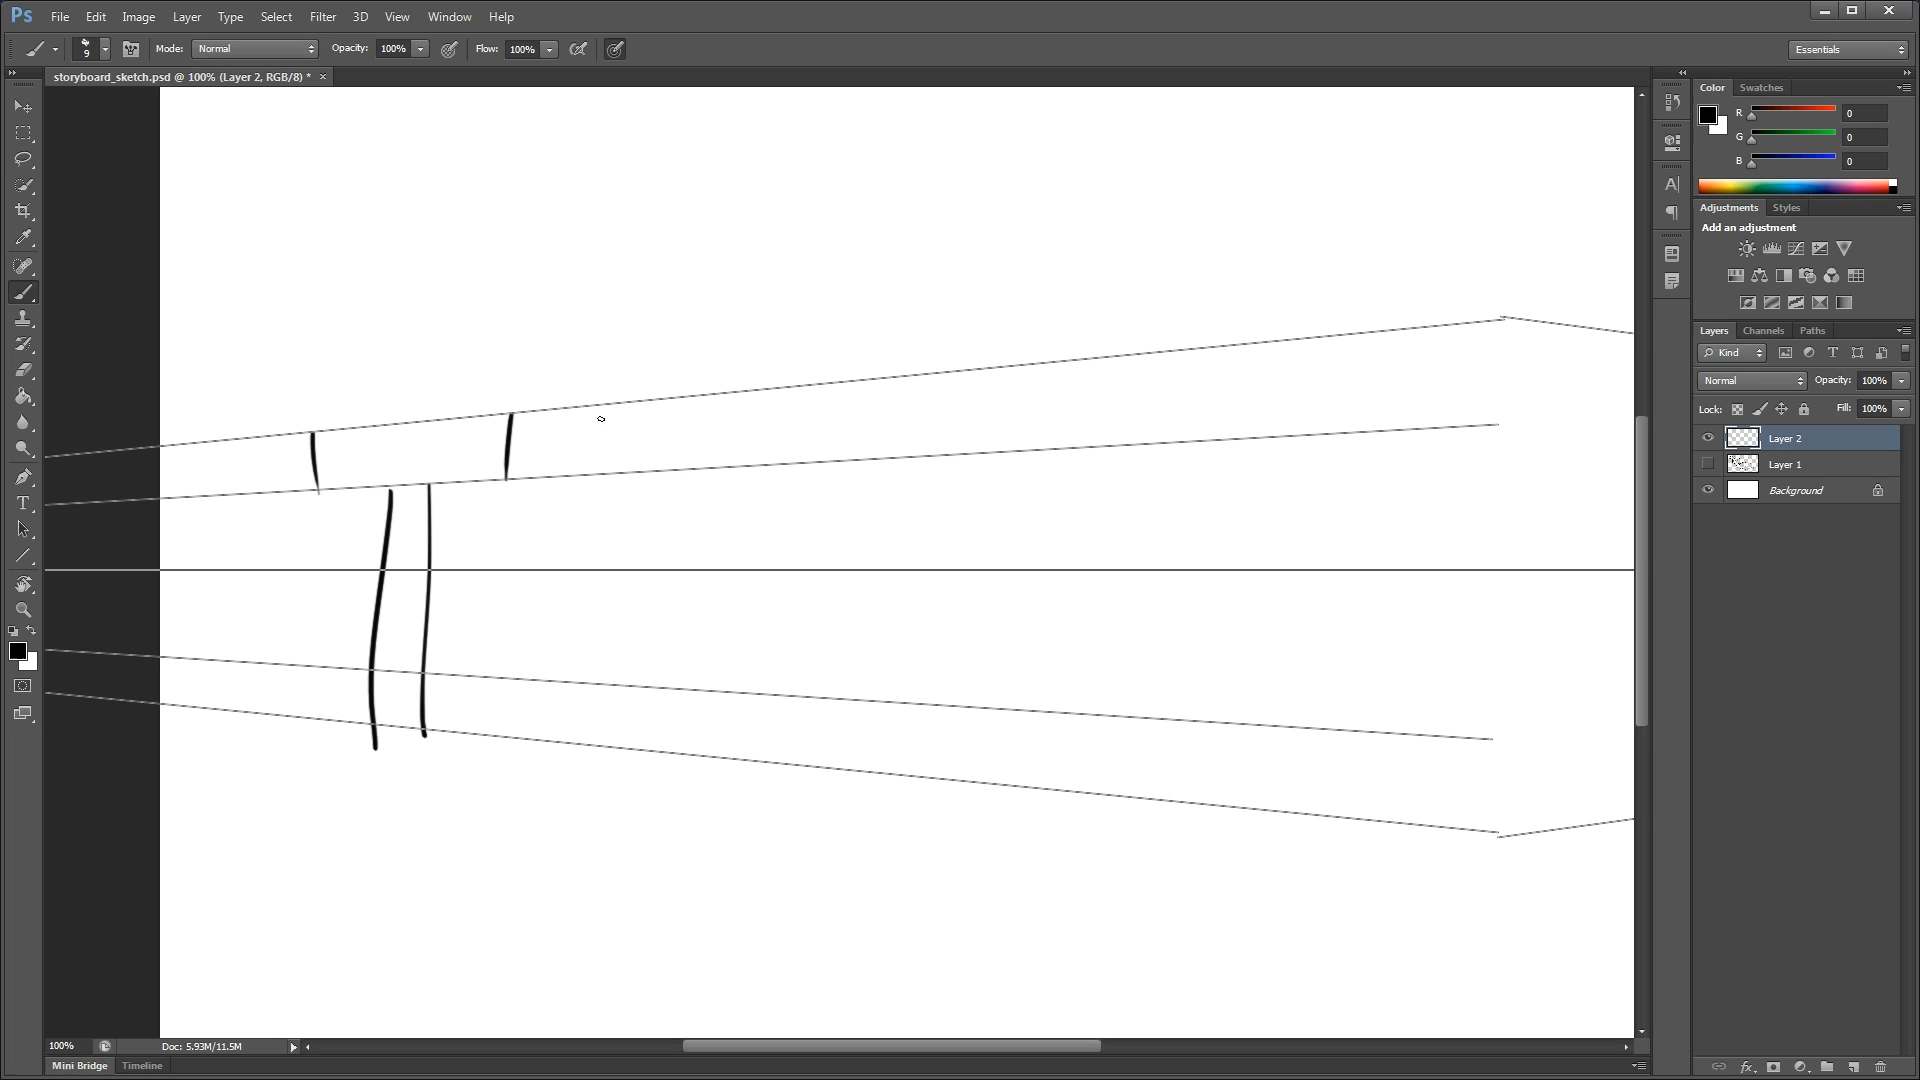 Ps File Edit Image Layer Type Select Filter 3D View Window Help
9 Mode: Normal Opacity: 100% Flow: 100% Essentials
storyboard_sketch.psd @ 100% (Layer 2, RGB/8) * ×
Color Swatches
R 0
G 0
B 0
Adjustments Styles
Add an adjustment
Layers Channels Paths
Kind
Normal Opacity: 100%
Lock: Fill: 100%
Layer 2
Layer 1
Background
100% Doc: 5.93M/11.5M
Mini Bridge Timeline